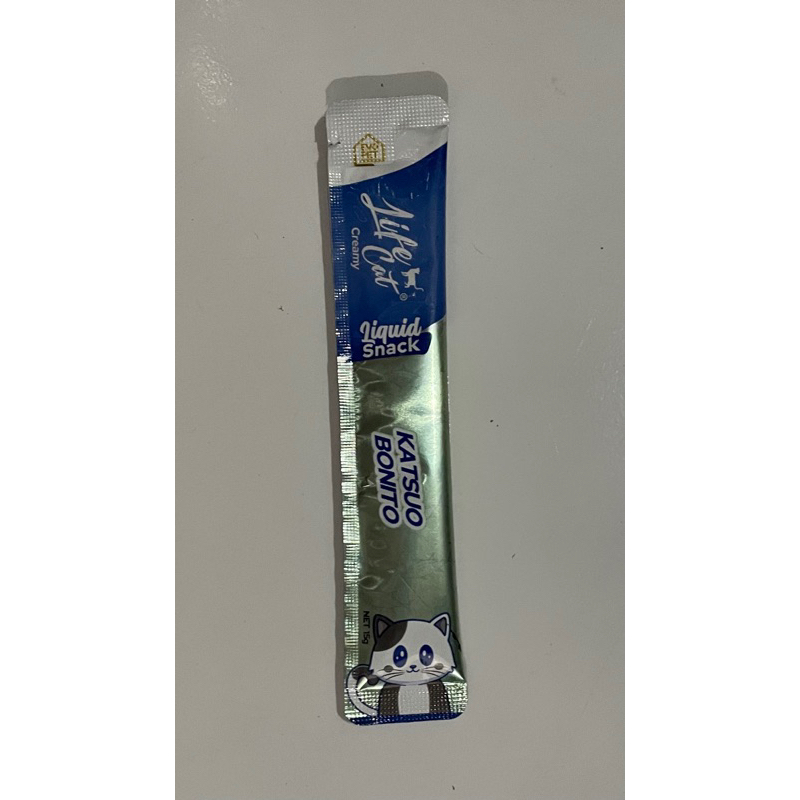 Life
Cat®
Creamy
Liquid
Snack
KATSUO
BONITO
NET 15g